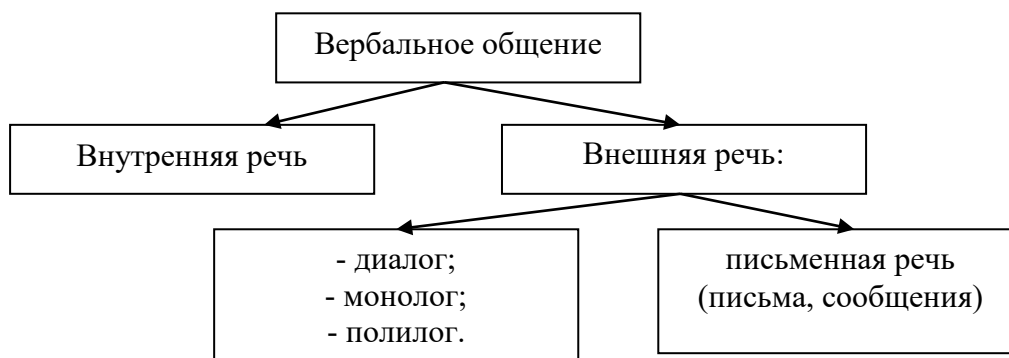 Вербальное общение
Внутренняя речь
Внешняя речь:
- диалог;
- монолог;
- полилог.
письменная речь
(письма, сообщения)